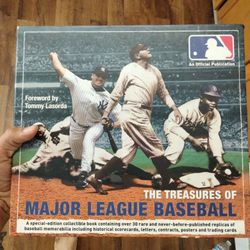 An Official Publication
Foreword by
Tommy Lasorda
THE TREASURES OF
MAJOR LEAGUE BASEBALL
A special-edition collectible book containing over 30 rare and never-before-published replicas of
baseball memorabilia including historical scorecards, letters, contracts, posters and trading cards